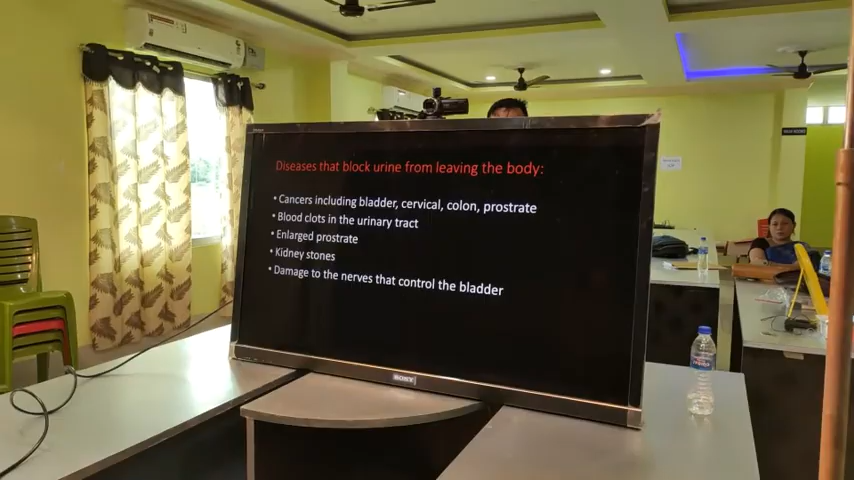 Diseases that block urine from leaving the body:
• Cancers including bladder, cervical, colon, prostrate
• Blood clots in the urinary tract
• Enlarged prostrate
• Kidney stones
• Damage to the nerves that control the bladder
SONY